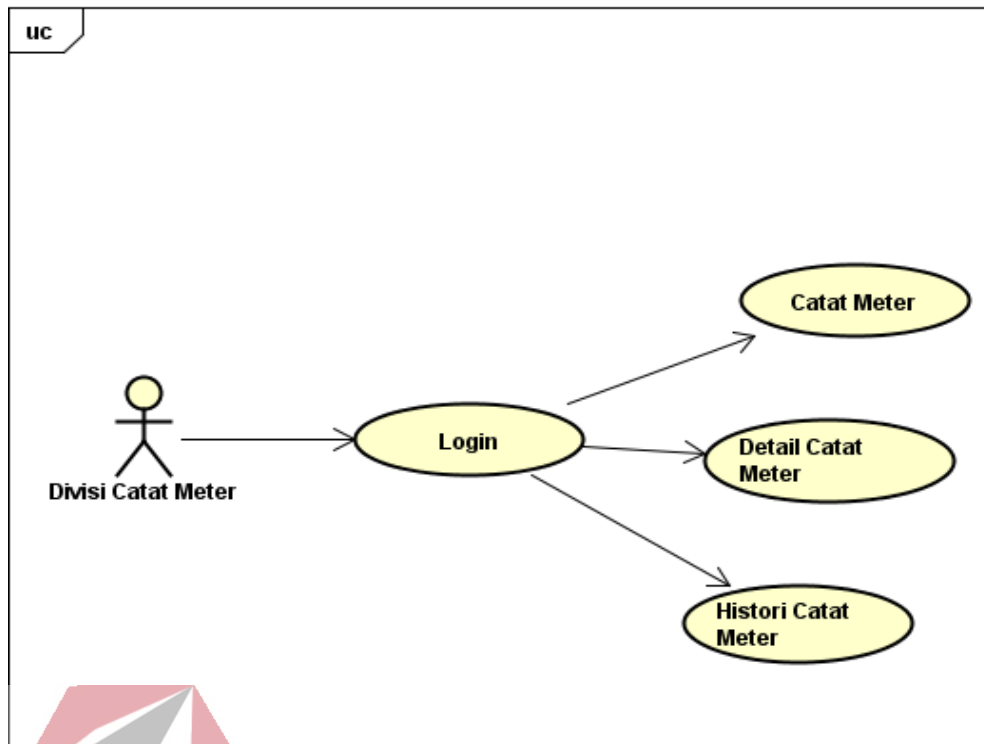 uc
Catat Meter
Login
Detail Catat
Meter
Divisi Catat Meter
Histori Catat
Meter